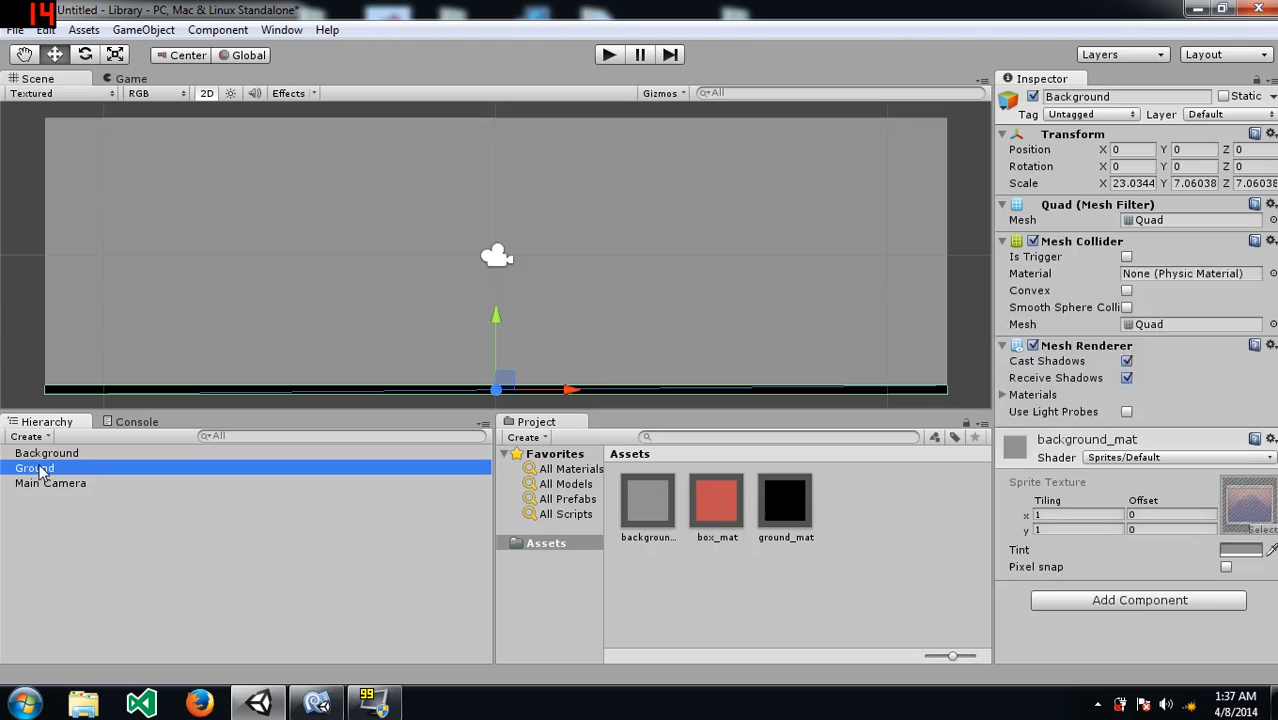 14
Untitled - Library - PC, Mac & Linux Standalone*
File Edit Assets GameObject Component Window Help
Center Global Layers Layout
Scene Game
Textured RGB 2D Effects Gizmos All
Inspector
Background Static
Tag Untagged Layer Default
Transform
Position X 0 Y 0 Z 0
Rotation X 0 Y 0 Z 0
Scale X 23.0344 Y 7.06038 Z 7.06038
Quad (Mesh Filter)
Mesh Quad
Mesh Collider
Is Trigger
Material None (Physic Material)
Convex
Smooth Sphere Colli
Mesh Quad
Mesh Renderer
Cast Shadows
Receive Shadows
Materials
Use Light Probes
background_mat
Shader Sprites/Default
Sprite Texture
Tiling Offset
x 1 0
y 1 0
Select
Tint
Pixel snap
Add Component
Hierarchy Console
Create All
Background
Ground
Main Camera
Project
Create
Favorites
All Materials
All Models
All Prefabs
All Scripts
Assets
Assets
backgroun... box_mat ground_mat
99
1:37 AM
4/8/2014